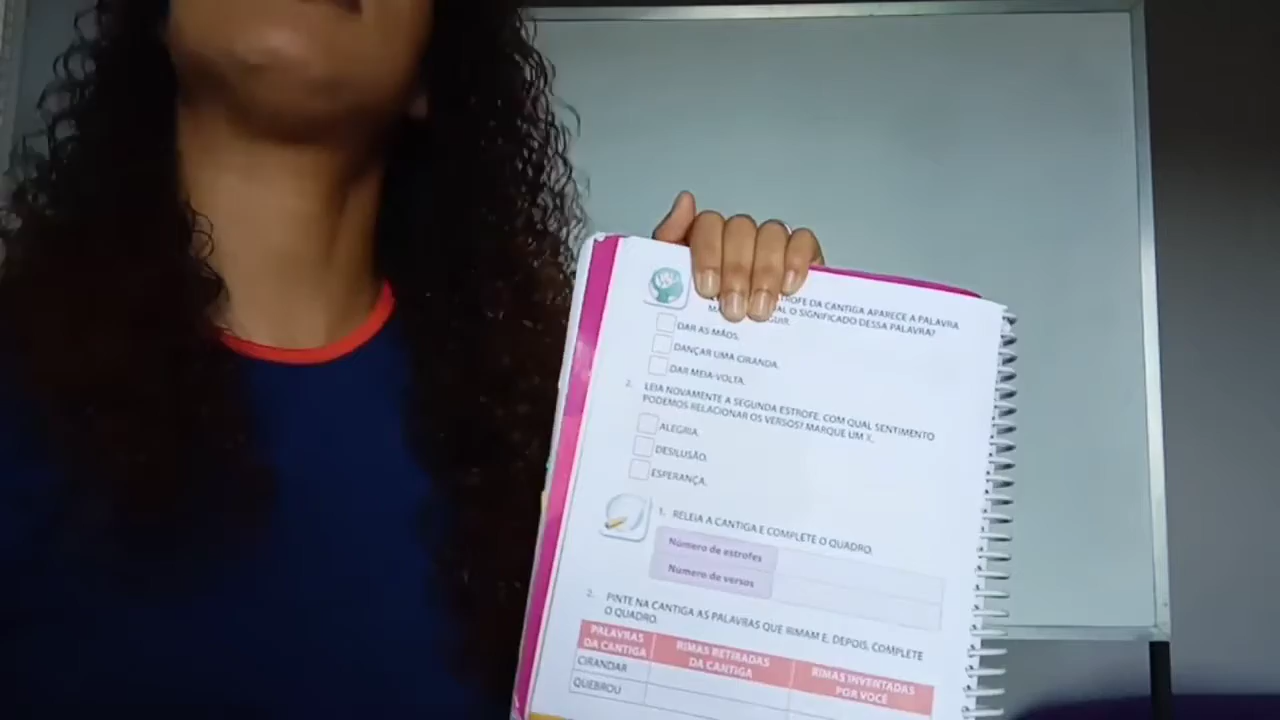 TROFE DA CANTIGA APARECE A PALAVRA
AL O SIGNIFICADO DESSA PALAVRA?
DAR AS MÃOS.
DANÇAR UMA CIRANDA.
DAR MEIA-VOLTA.
2. LEIA NOVAMENTE A SEGUNDA ESTROFE. COM QUAL SENTIMENTO
PODEMOS RELACIONAR OS VERSOS? MARQUE UM X.
ALEGRIA.
DESILUSÃO.
ESPERANÇA.
1. RELEIA A CANTIGA E COMPLETE O QUADRO.
Número de estrofes
Número de versos
2. PINTE NA CANTIGA AS PALAVRAS QUE RIMAM E, DEPOIS, COMPLETE
O QUADRO.
PALAVRAS
DA CANTIGA
RIMAS RETIRADAS
DA CANTIGA
RIMAS INVENTADAS
POR VOCÊ
CIRANDAR
QUEBROU